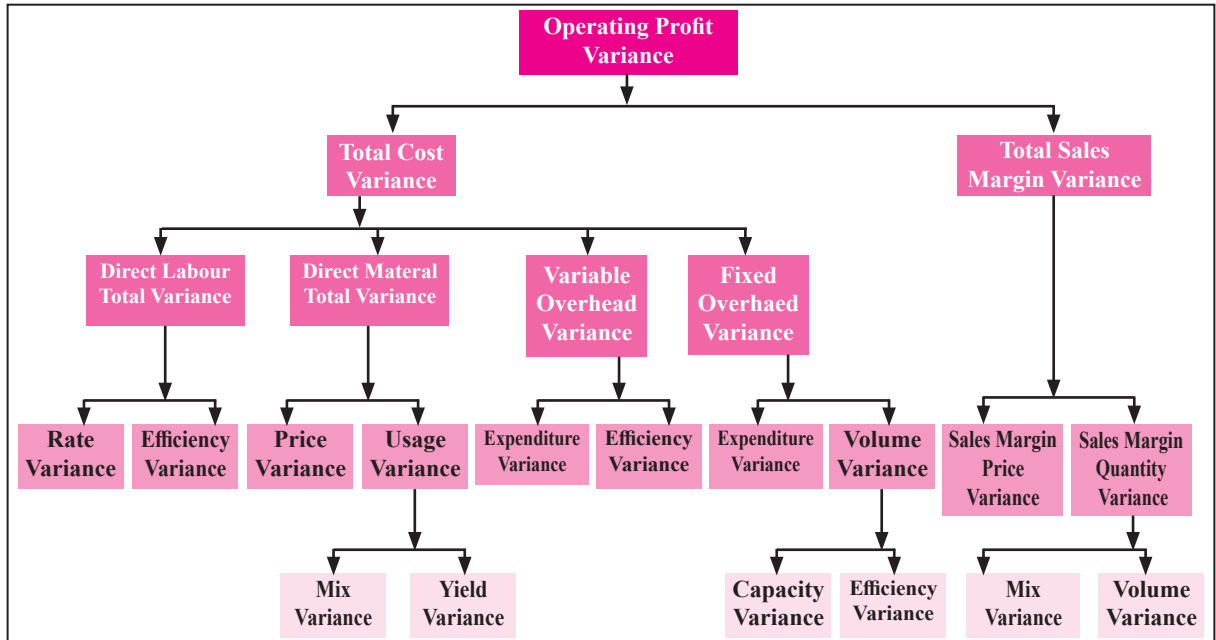 Operating Profit
Variance
Total Cost
Variance
Total Sales
Margin Variance
Direct Labour
Total Variance
Direct Materal
Total Variance
Variable
Overhead
Variance
Fixed
Overhaed
Variance
Rate
Variance
Efficiency
Variance
Price
Variance
Usage
Variance
Expenditure
Variance
Efficiency
Variance
Expenditure
Variance
Volume
Variance
Sales Margin
Price
Variance
Sales Margin
Quantity
Variance
Mix
Variance
Yield
Variance
Capacity
Variance
Efficiency
Variance
Mix
Variance
Volume
Variance